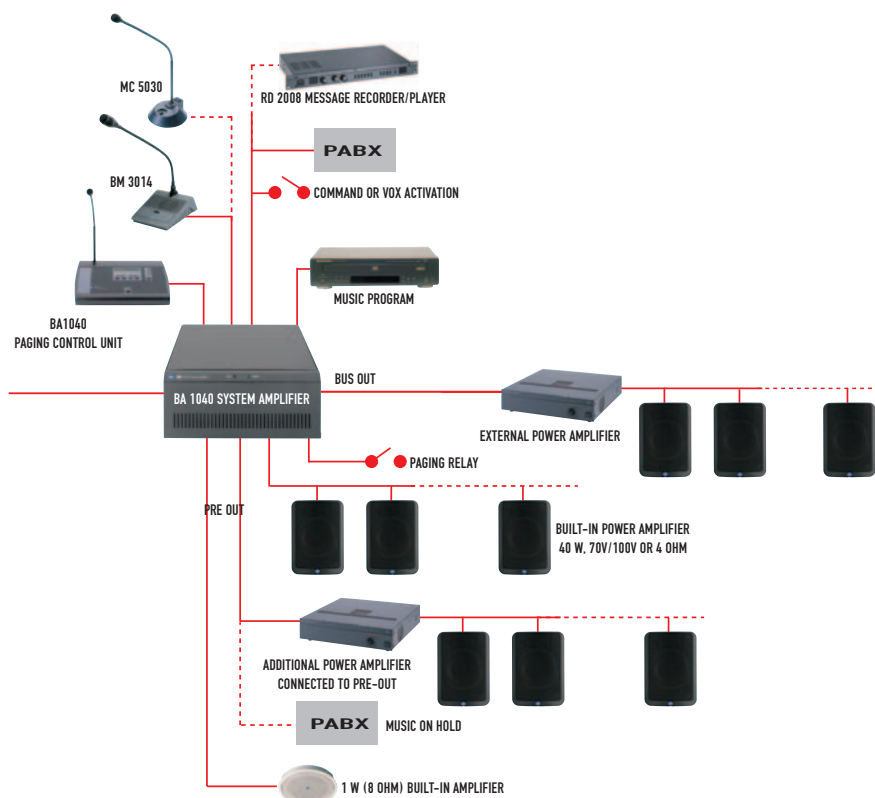 MC 5030
RD 2008 MESSAGE RECORDER/PLAYER
PABX
BM 3014
COMMAND OR VOX ACTIVATION
MUSIC PROGRAM
BA1040
PAGING CONTROL UNIT
BUS OUT
BA 1040 SYSTEM AMPLIFIER
EXTERNAL POWER AMPLIFIER
PAGING RELAY
PRE OUT
BUILT-IN POWER AMPLIFIER
40 W, 70V/100V OR 4 OHM
ADDITIONAL POWER AMPLIFIER
CONNECTED TO PRE-OUT
PABX
MUSIC ON HOLD
1 W (8 OHM) BUILT-IN AMPLIFIER